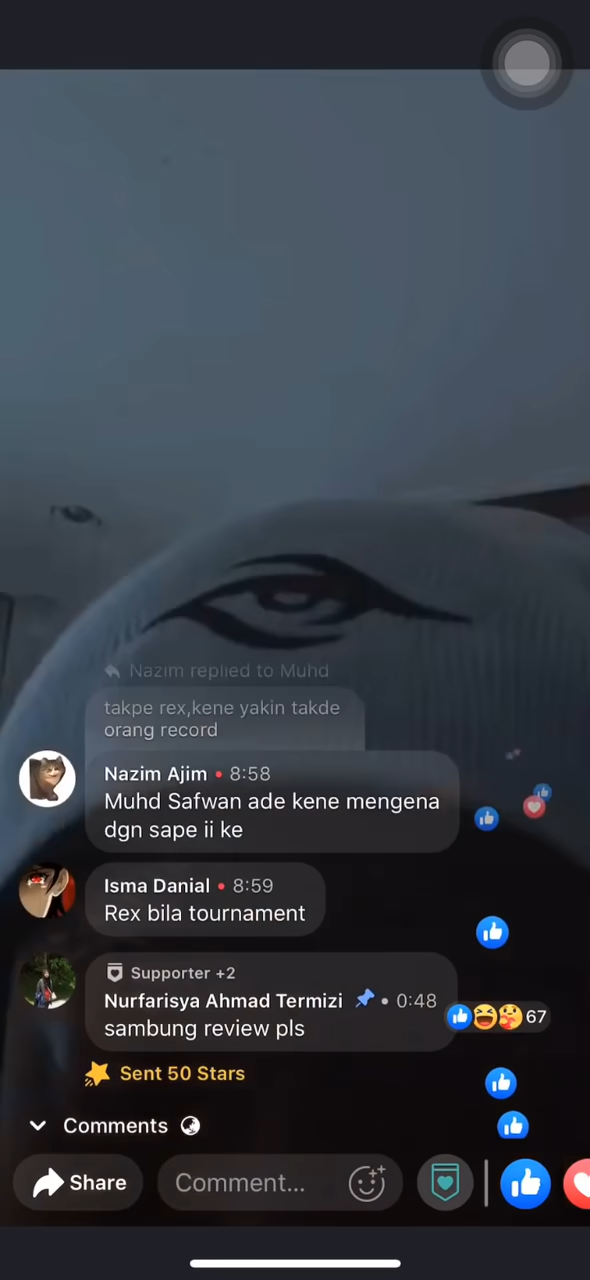 Nazim replied to Muhd
takpe rex,kene yakin takde
orang record
Nazim Ajim • 8:58
Muhd Safwan ade kene mengena
dgn sape ii ke
Isma Danial • 8:59
Rex bila tournament
Supporter +2
Nurfarisya Ahmad Termizi • 0:48
sambung review pls
67
Sent 50 Stars
Comments
Share
Comment...